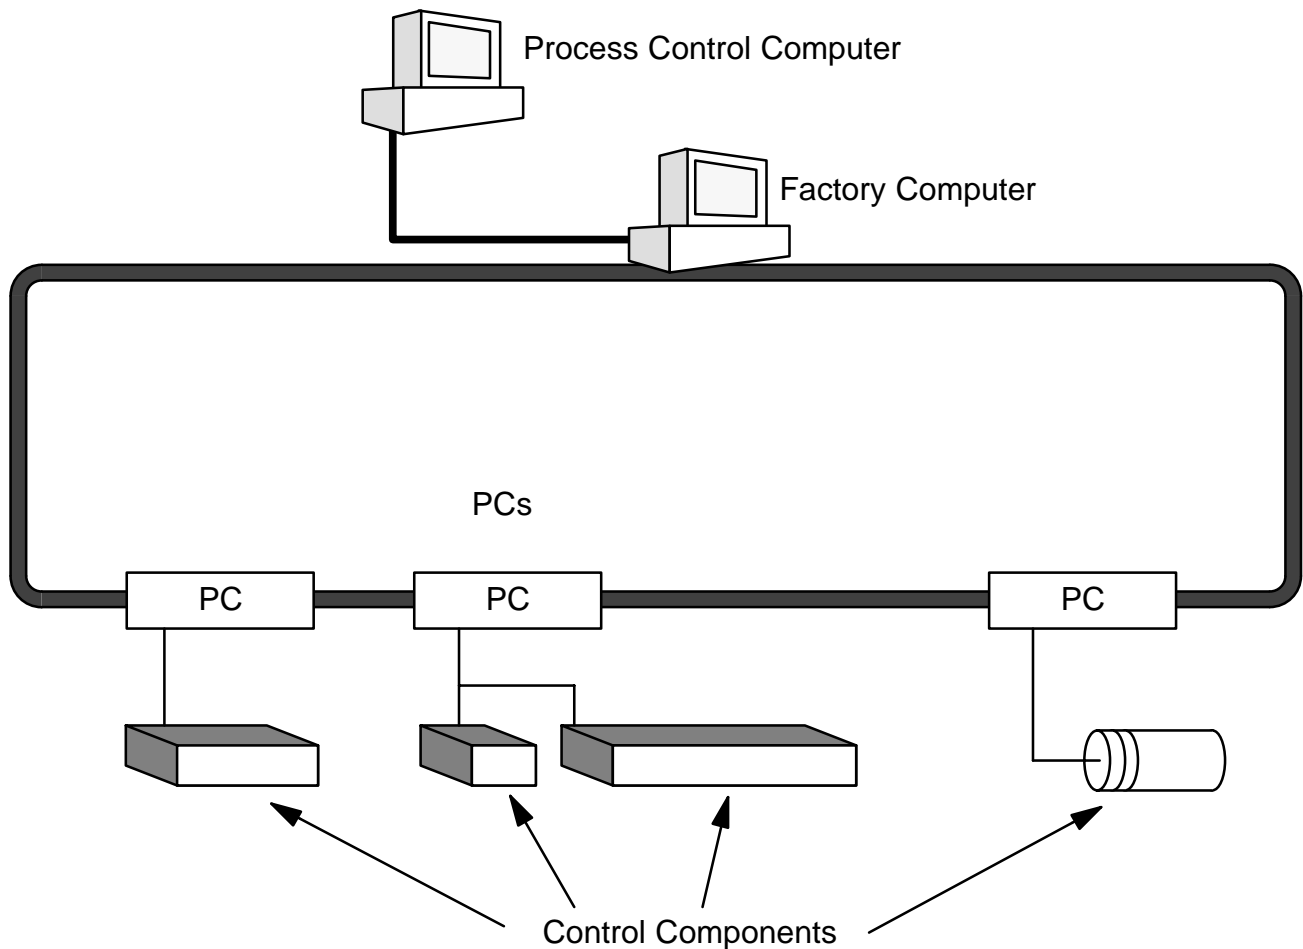 Process Control Computer
Factory Computer
PCs
PC
PC
PC
Control Components